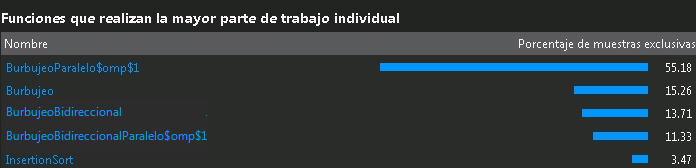 Funciones que realizan la mayor parte de trabajo individual
Nombre Porcentaje de muestras exclusivas
BurbujeoParalelo$omp$1 55.18
Burbujeo 15.26
BurbujeoBidireccional 13.71
BurbujeoBidireccionalParalelo$omp$1 11.33
InsertionSort 3.47